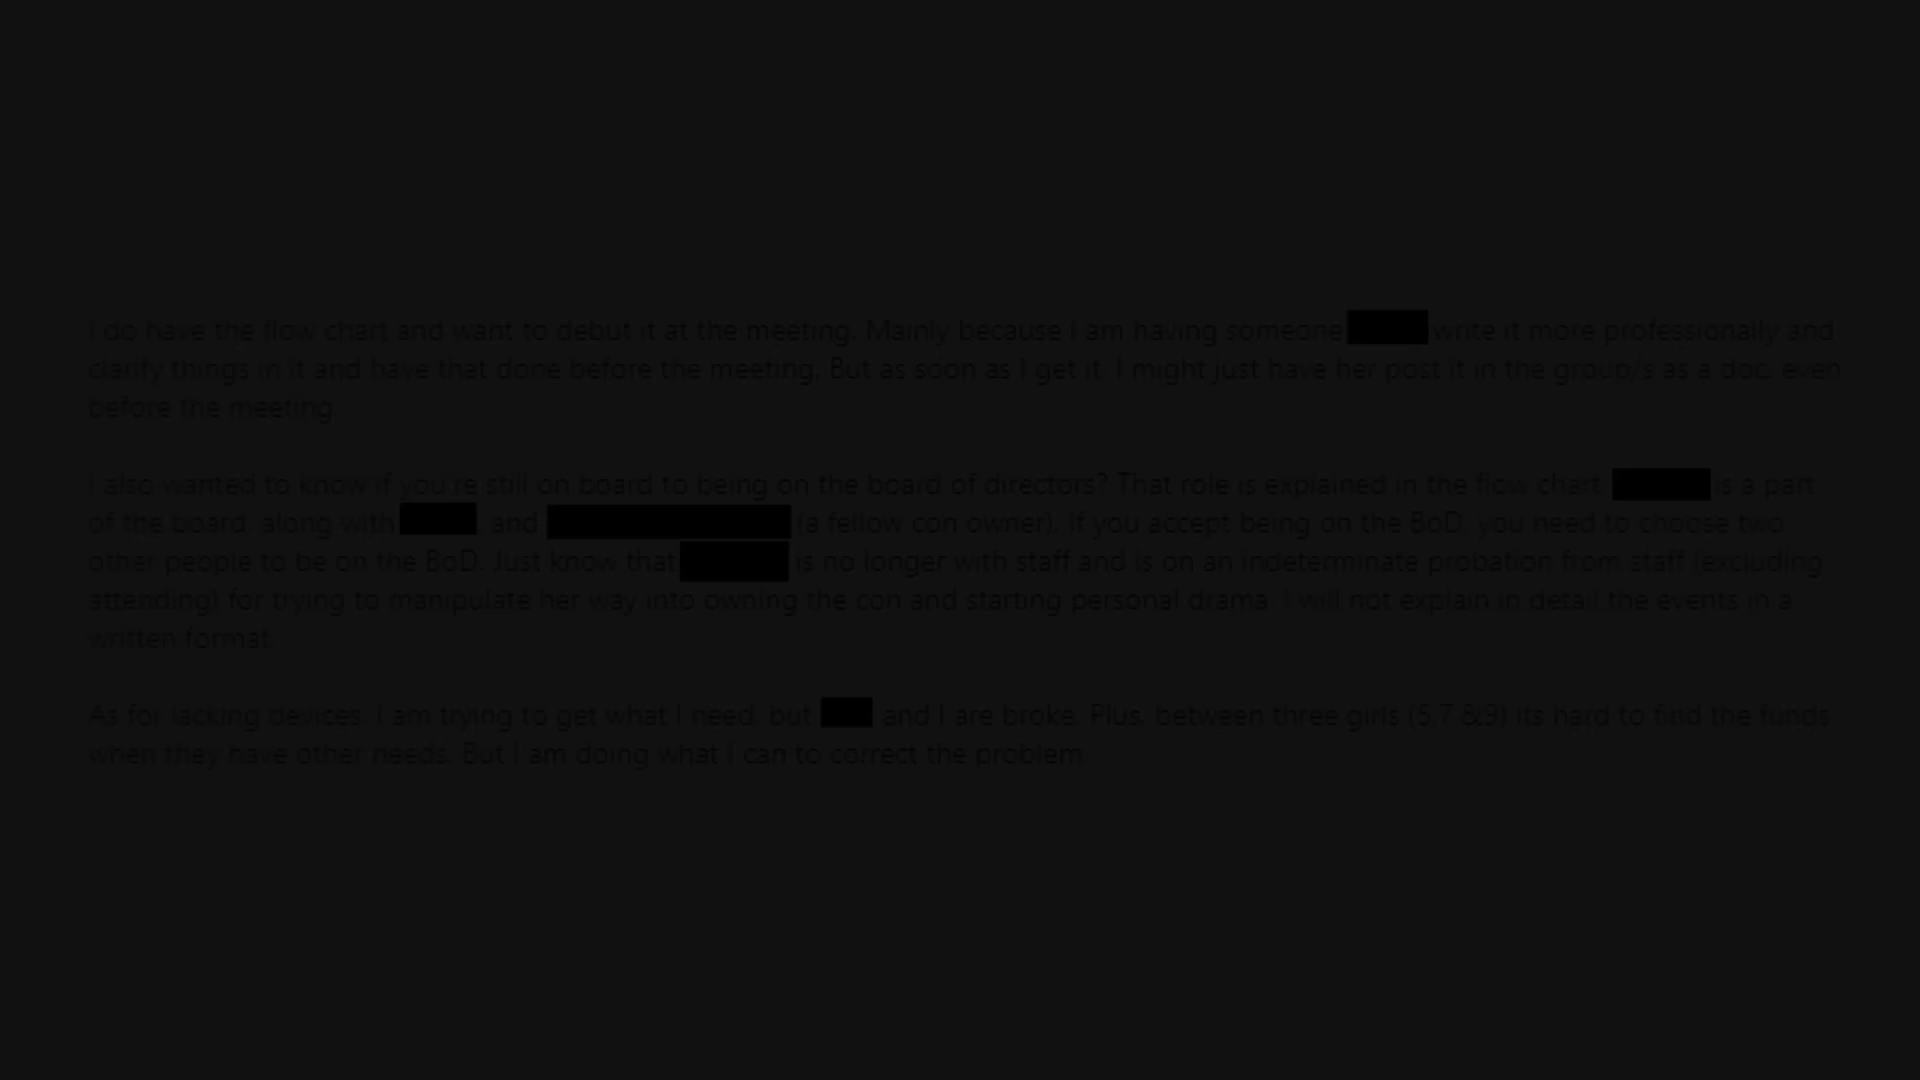 I do have the flow chart and want to debut it at the meeting. Mainly because I am having someone write it more professionally and
clarify things in it and have that done before the meeting. But as soon as I get it, I might just have her post it in the group/s as a doc. even
before the meeting.
I also wanted to know if you're still on board to being on the board of directors? That role is explained in the flow chart. is a part
of the board, along with , and (a fellow con owner). If you accept being on the BoD, you need to choose two
other people to be on the BoD. Just know that is no longer with staff and is on an indeterminate probation from staff (excluding
attending) for trying to manipulate her way into owning the con and starting personal drama. I will not explain in detail the events in a
written format.
As for lacking devices. I am trying to get what I need, but and I are broke. Plus, between three girls (5,7 &9) its hard to find the funds
when they have other needs. But I am doing what I can to correct the problem.